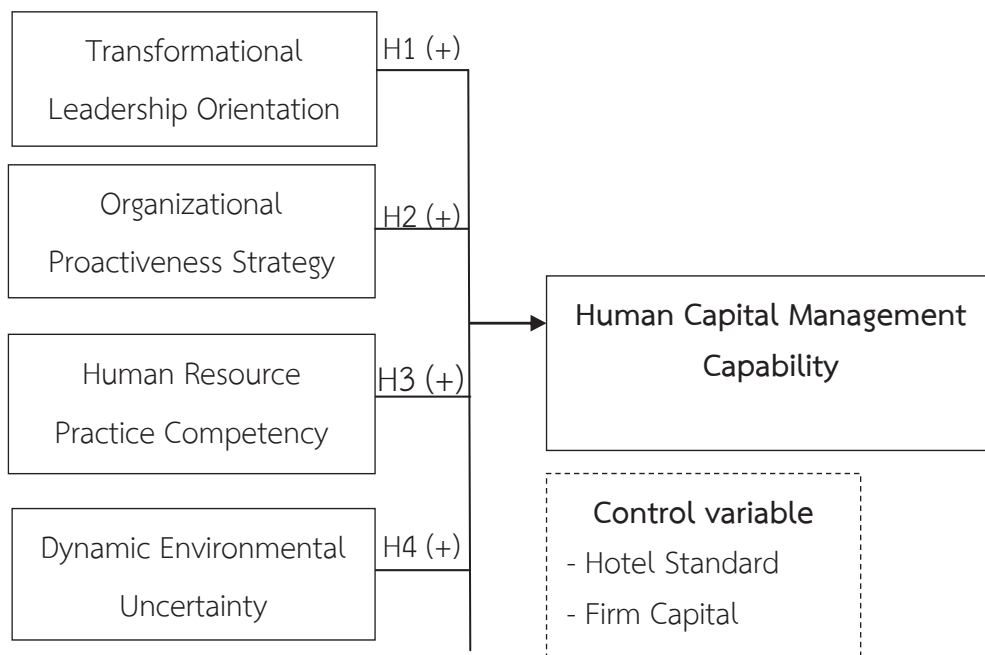 Transformational
Leadership Orientation
H1 (+)
Organizational
Proactiveness Strategy
H2 (+)
Human Resource
Practice Competency
H3 (+)
Dynamic Environmental
Uncertainty
H4 (+)
Human Capital Management
Capability
Control variable
- Hotel Standard
- Firm Capital